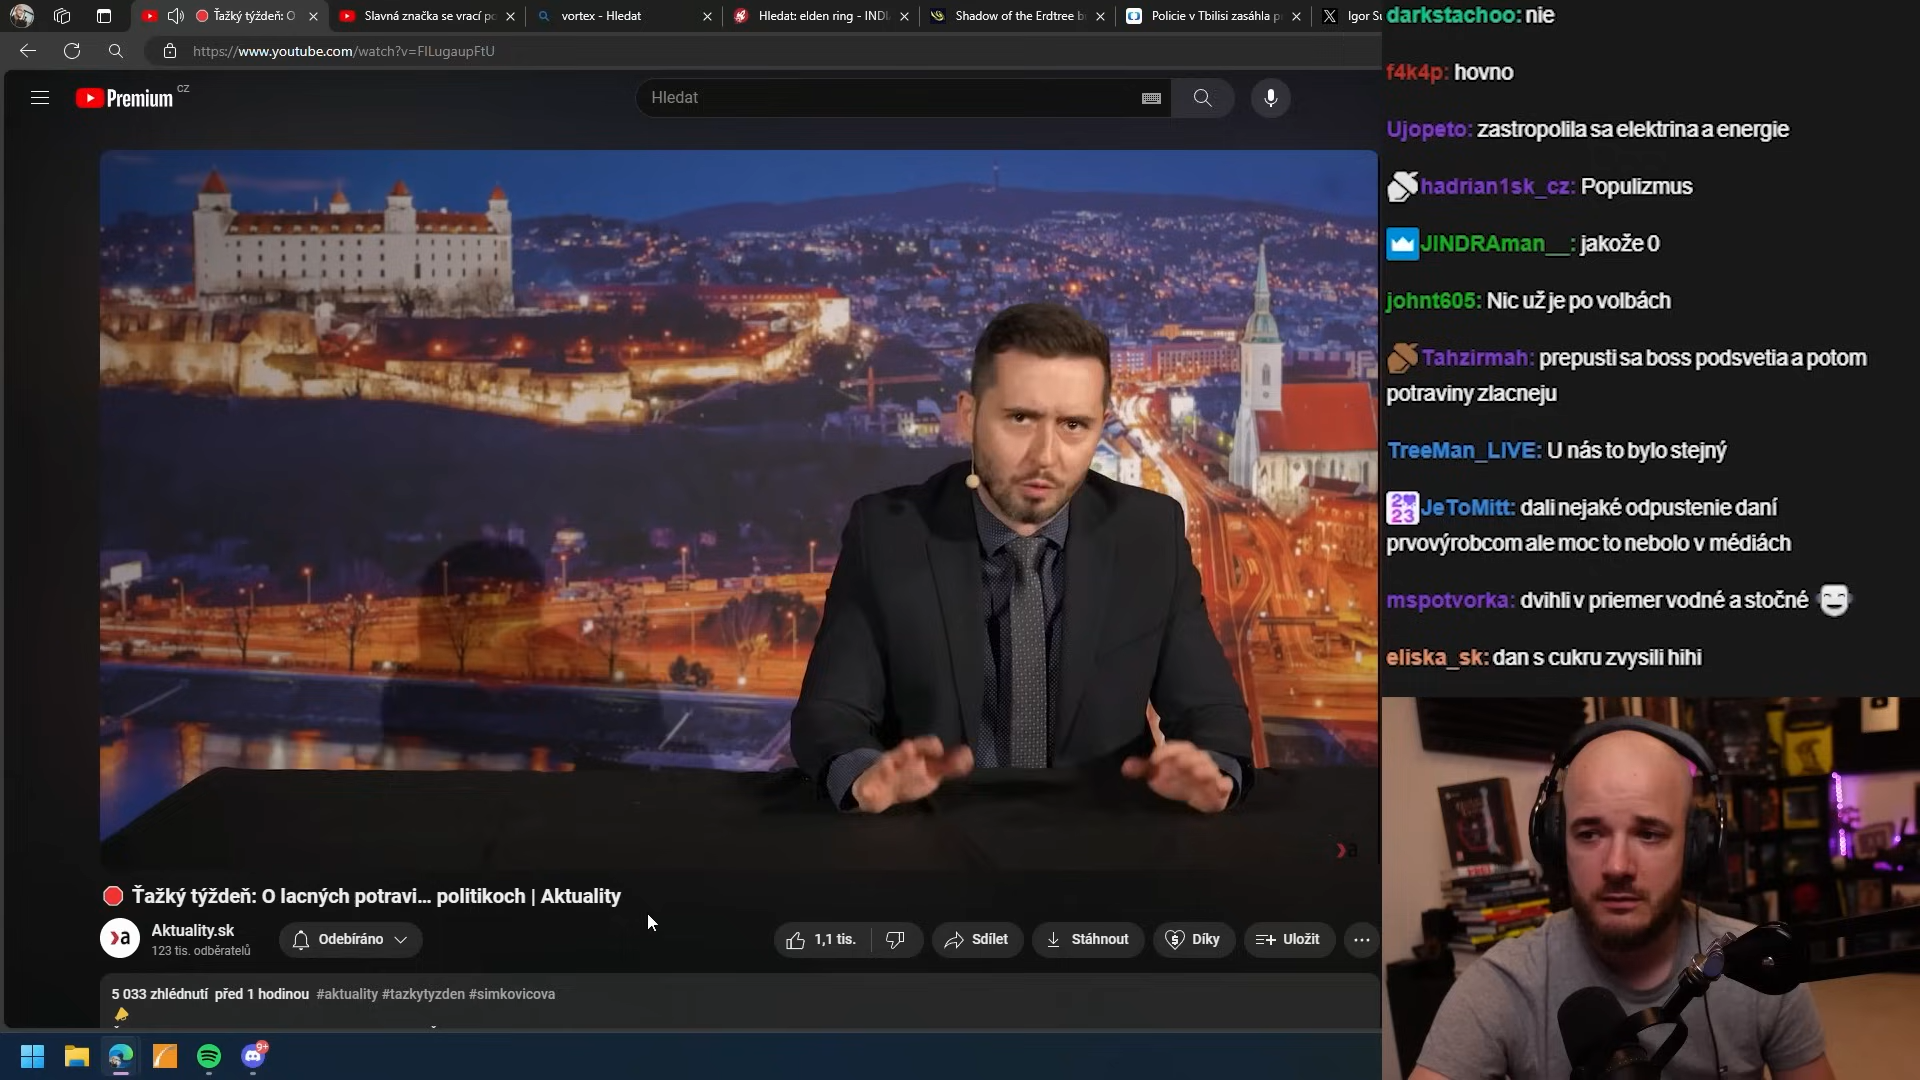 Ťažký týždeň: O
Slavná značka se vrací po
vortex - Hledat
Hledat: elden ring - INDI
Shadow of the Erdtree b
Policie v Tbilisi zasáhla p
Igor Su
https://www.youtube.com/watch?v=FlLugaupFtU
Premium CZ
Hledat
Ťažký týždeň: O lacných potravi... politikoch | Aktuality
Aktuality.sk
123 tis. odběratelů
Odebíráno
1,1 tis.
Sdílet
Stáhnout
Díky
Uložit
5 033 zhlédnutí před 1 hodinou #aktuality #tazkytyzden #simkovicova
9+
darkstachoo: nie
f4k4p: hovno
Ujopeto: zastropolila sa elektrina a energie
hadrian1sk_cz: Populizmus
JINDRAman__: jakože 0
johnt605: Nic už je po volbách
Tahzirmah: prepusti sa boss podsvetia a potom
potraviny zlacneju
TreeMan_LIVE: U nás to bylo stejný
2023 JeToMitt: dali nejaké odpustenie daní
prvovýrobcom ale moc to nebolo v médiách
mspotvorka: dvihli v priemer vodné a stočné
eliska_sk: dan s cukru zvysili hihi